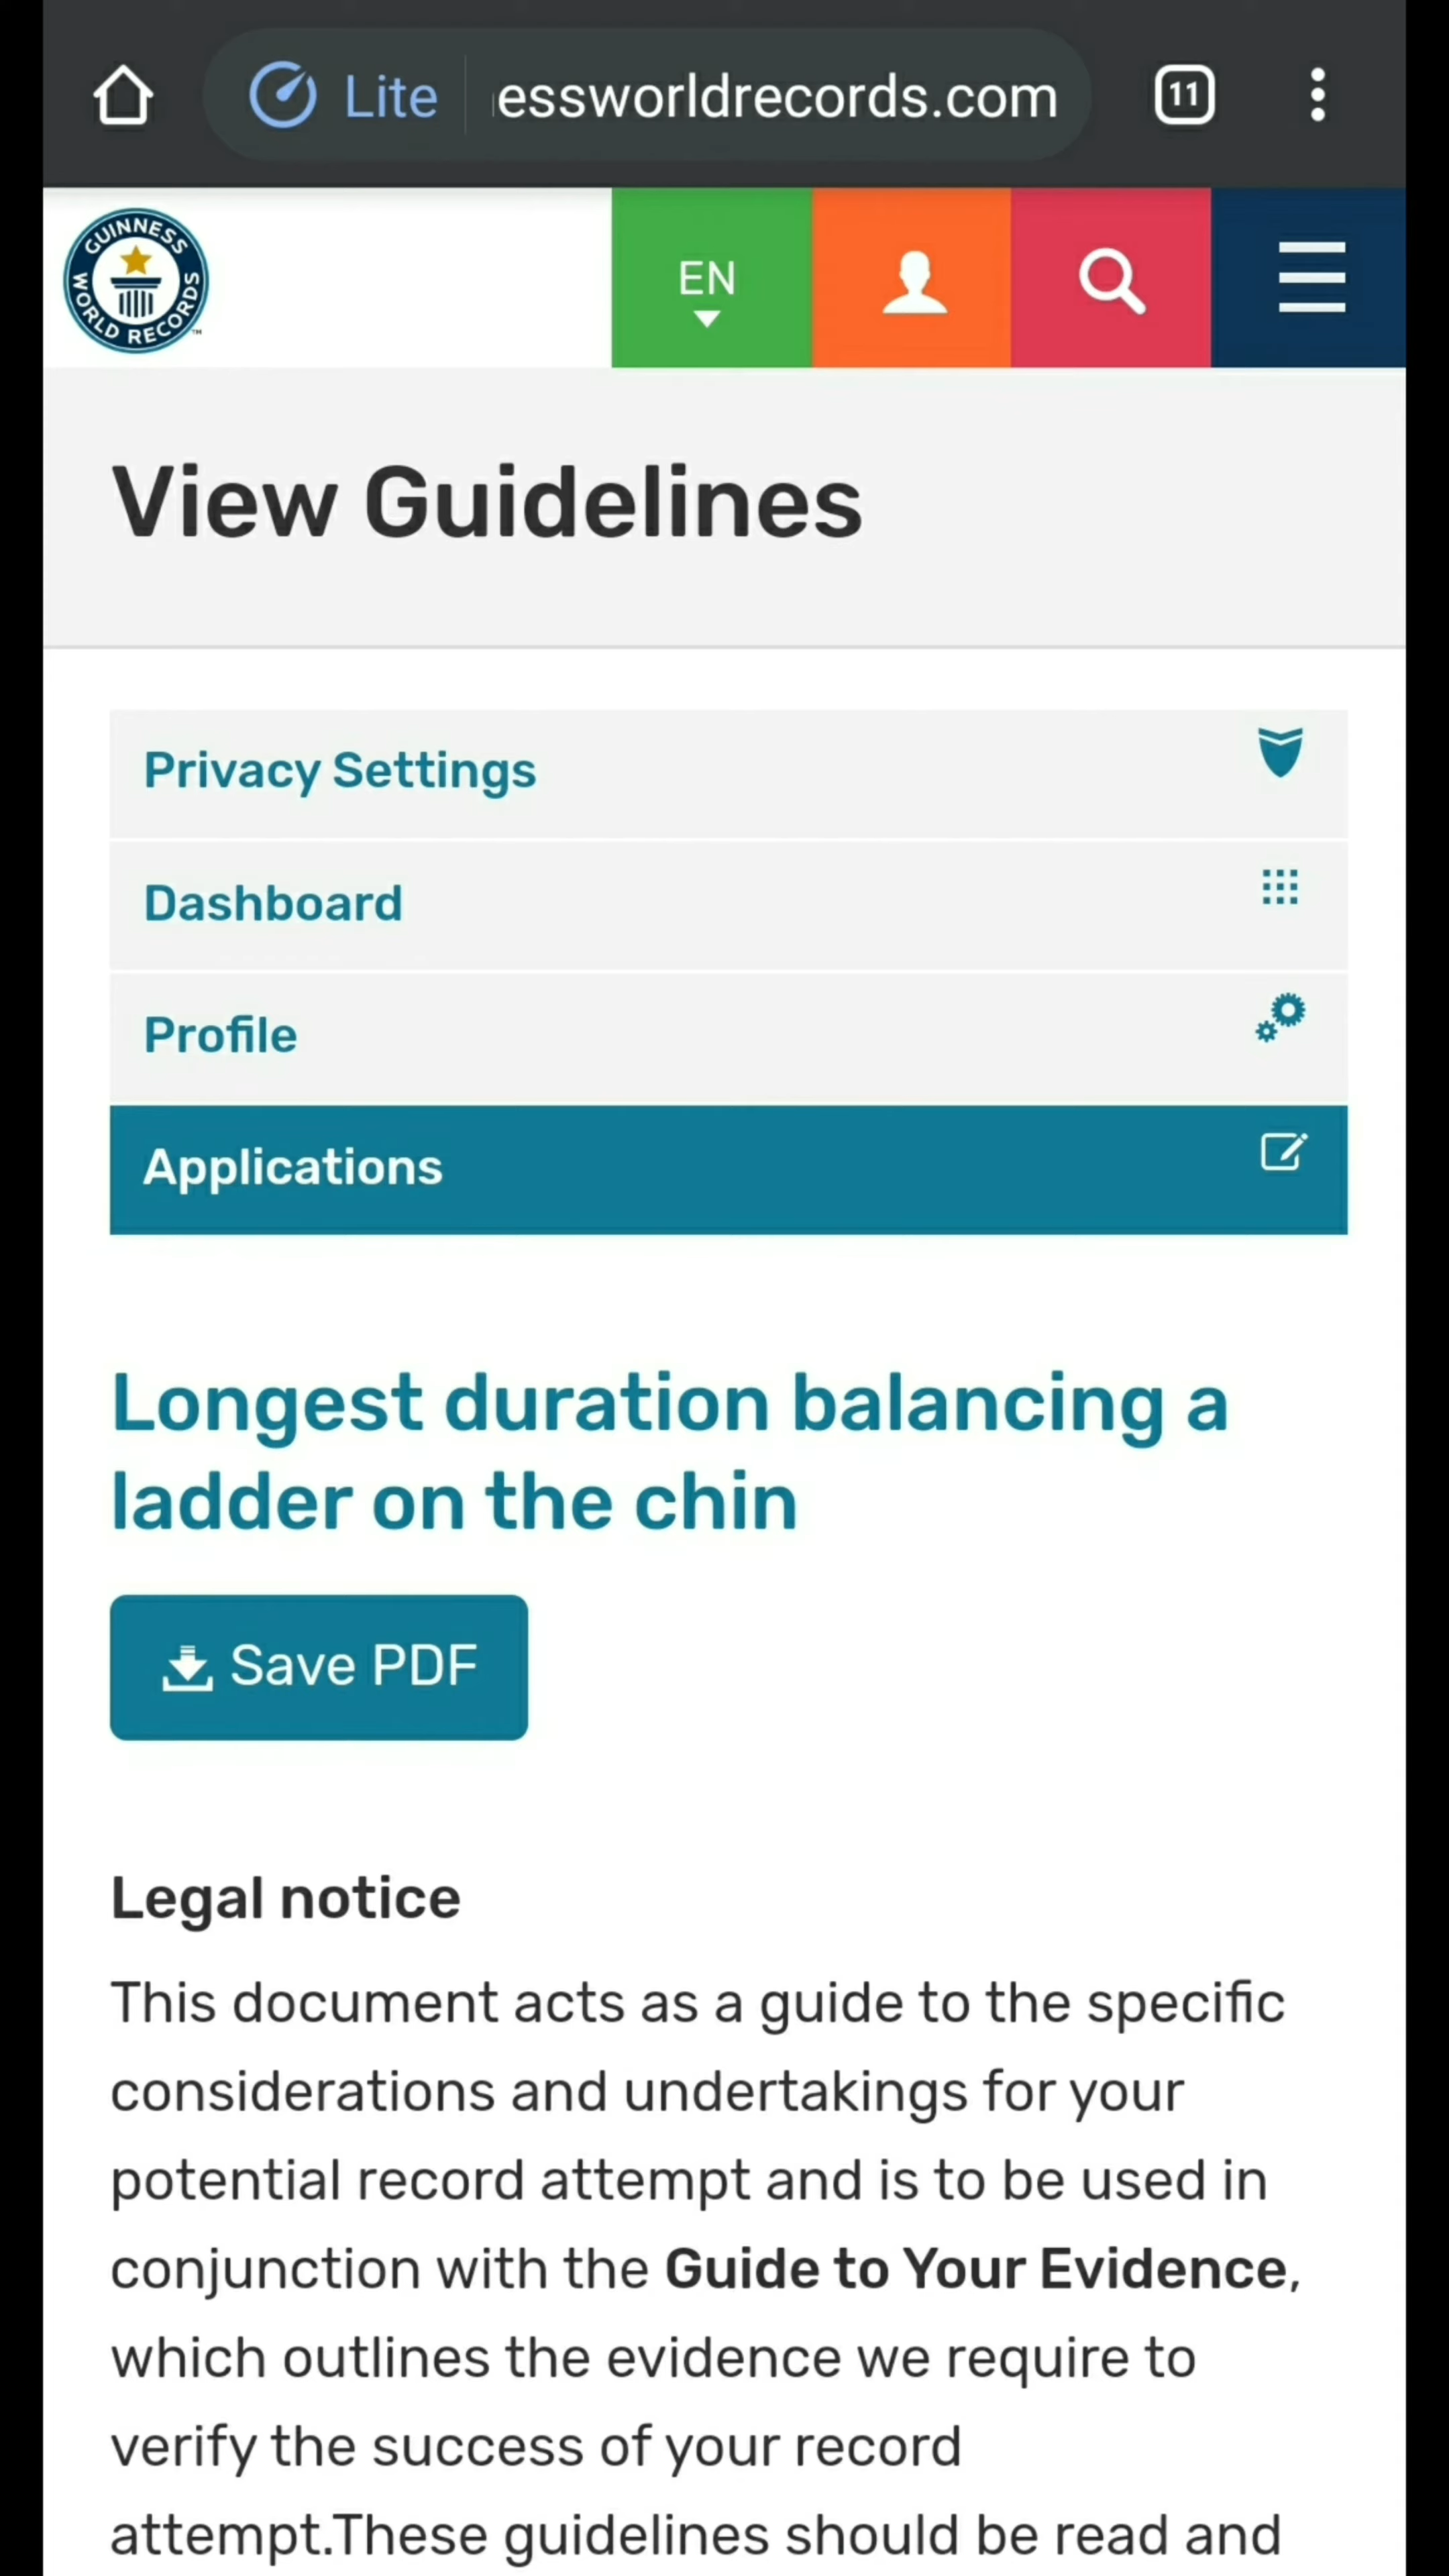 Lite
essworldrecords.com
11
GUINNESS WORLD RECORDS™
EN
View Guidelines
Privacy Settings
Dashboard
Profile
Applications
Longest duration balancing a
ladder on the chin
Save PDF
Legal notice
This document acts as a guide to the specific
considerations and undertakings for your
potential record attempt and is to be used in
conjunction with the Guide to Your Evidence,
which outlines the evidence we require to
verify the success of your record
attempt.These guidelines should be read and